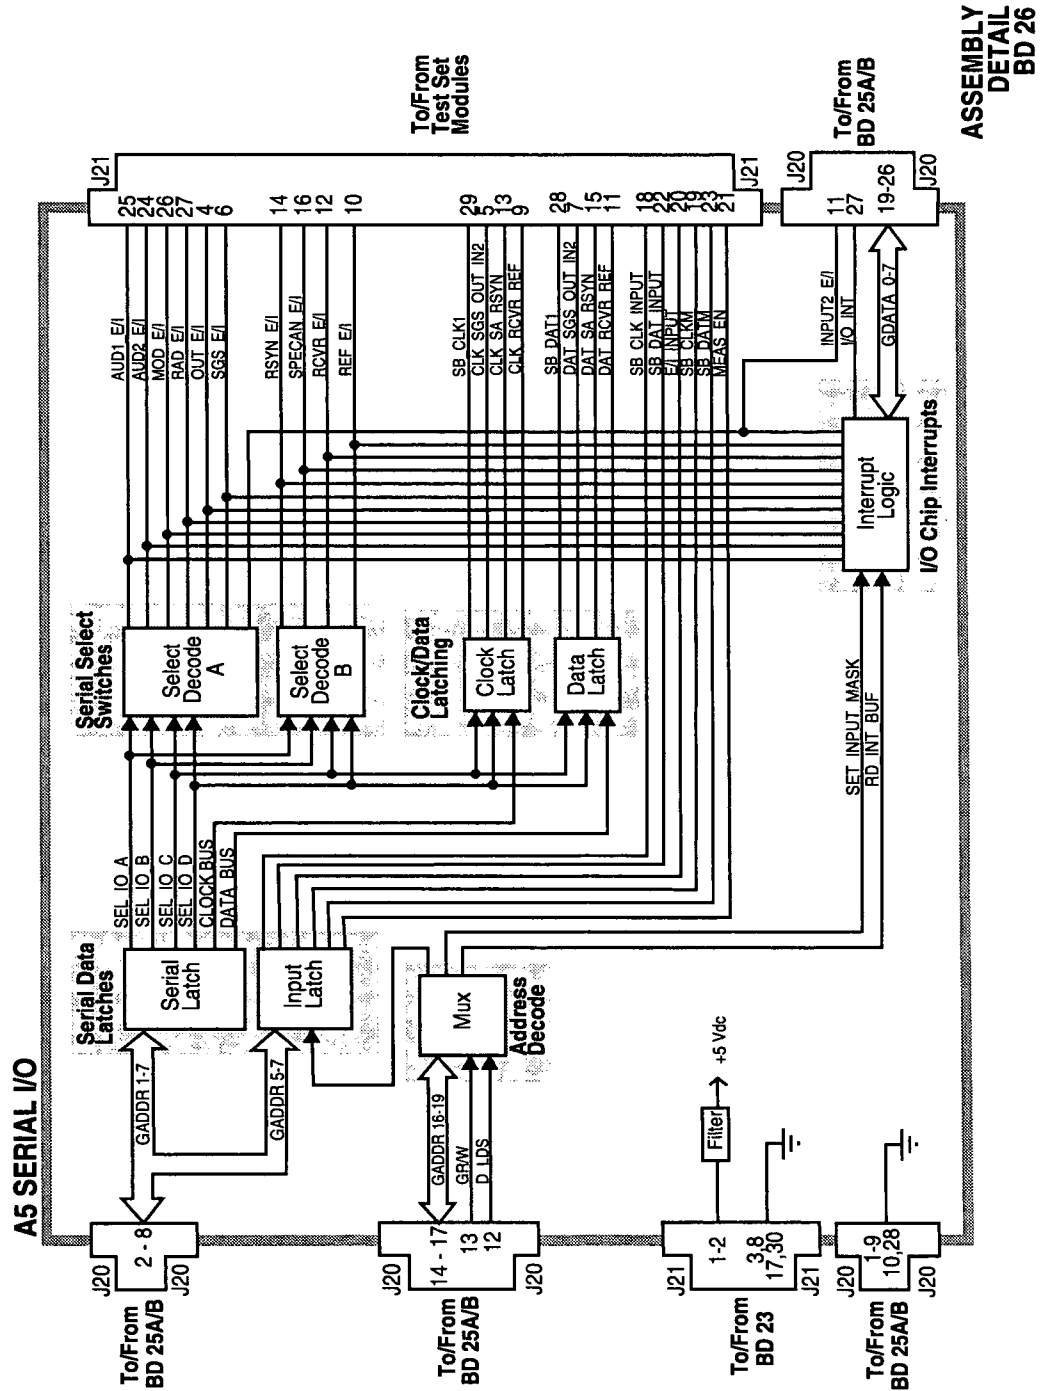 A5 SERIAL I/O
To/From
BD 25A/B
J20
2 - 8
J20
GADDR 1-7
GADDR 5-7
Serial Data
Latches
Serial
Latch
Input
Latch
SEL IO A
SEL IO B
SEL IO C
SEL IO D
CLOCK BUS
DATA BUS
Serial Select
Switches
Select
Decode
A
Select
Decode
B
Clock/Data
Latching
Clock
Latch
Data
Latch
AUD1 E/I
AUD2 E/I
MOD E/I
RAD E/I
OUT E/I
SGS E/I
RSYN E/I
SPECAN E/I
RCVR E/I
REF E/I
SB CLK1
CLK SGS OUT IN2
CLK SA RSYN
CLK RCVR REF
SB DAT1
DAT SGS OUT IN2
DAT SA RSYN
DAT RCVR REF
SB CLK INPUT
SB DAT INPUT
E/I INPUT
SB CLKM
SB DATM
MEAS EN
J21
25
24
26
27
4
6
14
16
12
10
29
5
13
9
28
7
15
11
18
22
20
19
23
21
J21
To/From
Test Set
Modules
To/From
BD 25A/B
J20
14 - 17
13
12
J20
GADDR 16-19
GR/W
D LDS
Mux
Address
Decode
SET INPUT MASK
RD INT BUF
Interrupt
Logic
I/O Chip Interrupts
INPUT2 E/I
I/O INT
GDATA 0-7
J20
11
27
19-26
J20
To/From
BD 25A/B
To/From
BD 23
J21
1-2
3,8
17,30
J21
Filter
+5 Vdc
To/From
BD 25A/B
J20
1-9
10,28
J20
ASSEMBLY
DETAIL
BD 26